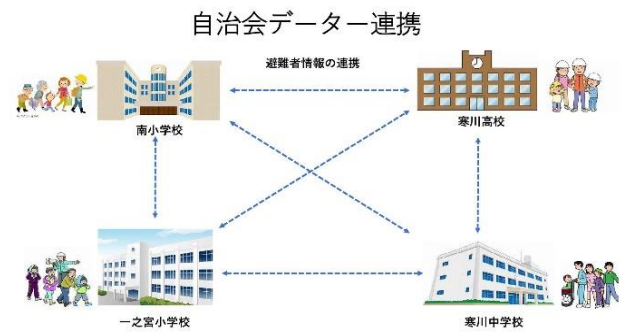 自治会データー連携
避難者情報の連携
南小学校
寒川高校
一之宮小学校
寒川中学校